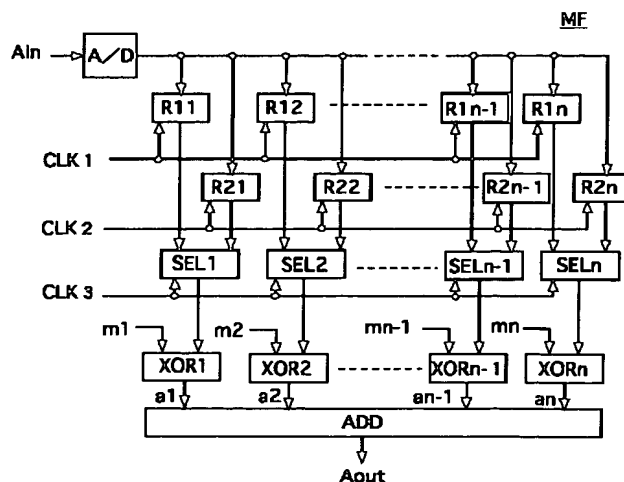 MF
AIn A/D
R11 R12 R1n-1 R1n
CLK 1
R21 R22 R2n-1 R2n
CLK 2
SEL1 SEL2 SELn-1 SELn
CLK 3
m1 m2 mn-1 mn
XOR1 XOR2 XORn-1 XORn
a1 a2 an-1 an
ADD
Aout